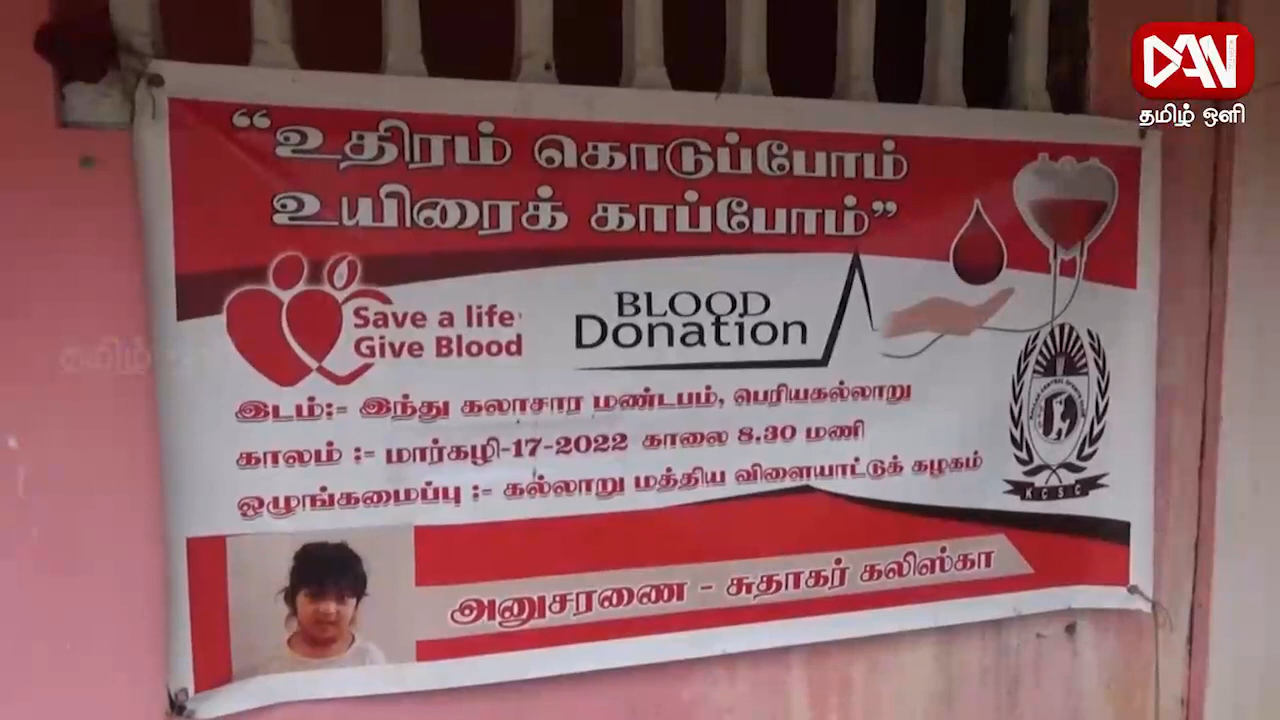 DAN
தமிழ் ஒளி
“உதிரம் கொடுப்போம்
உயிரைக் காப்போம்”
Save a life
Give Blood
BLOOD
Donation
இடம்:- இந்து கலாசார மண்டபம், பெரியகல்லாறு
காலம் :- மார்கழி-17-2022 காலை 8.30 மணி
ஒழுங்கமைப்பு :- கல்லாறு மத்திய விளையாட்டுக் கழகம்
K C S C
அனுசரணை - சுதாகர் கலிஸ்கா